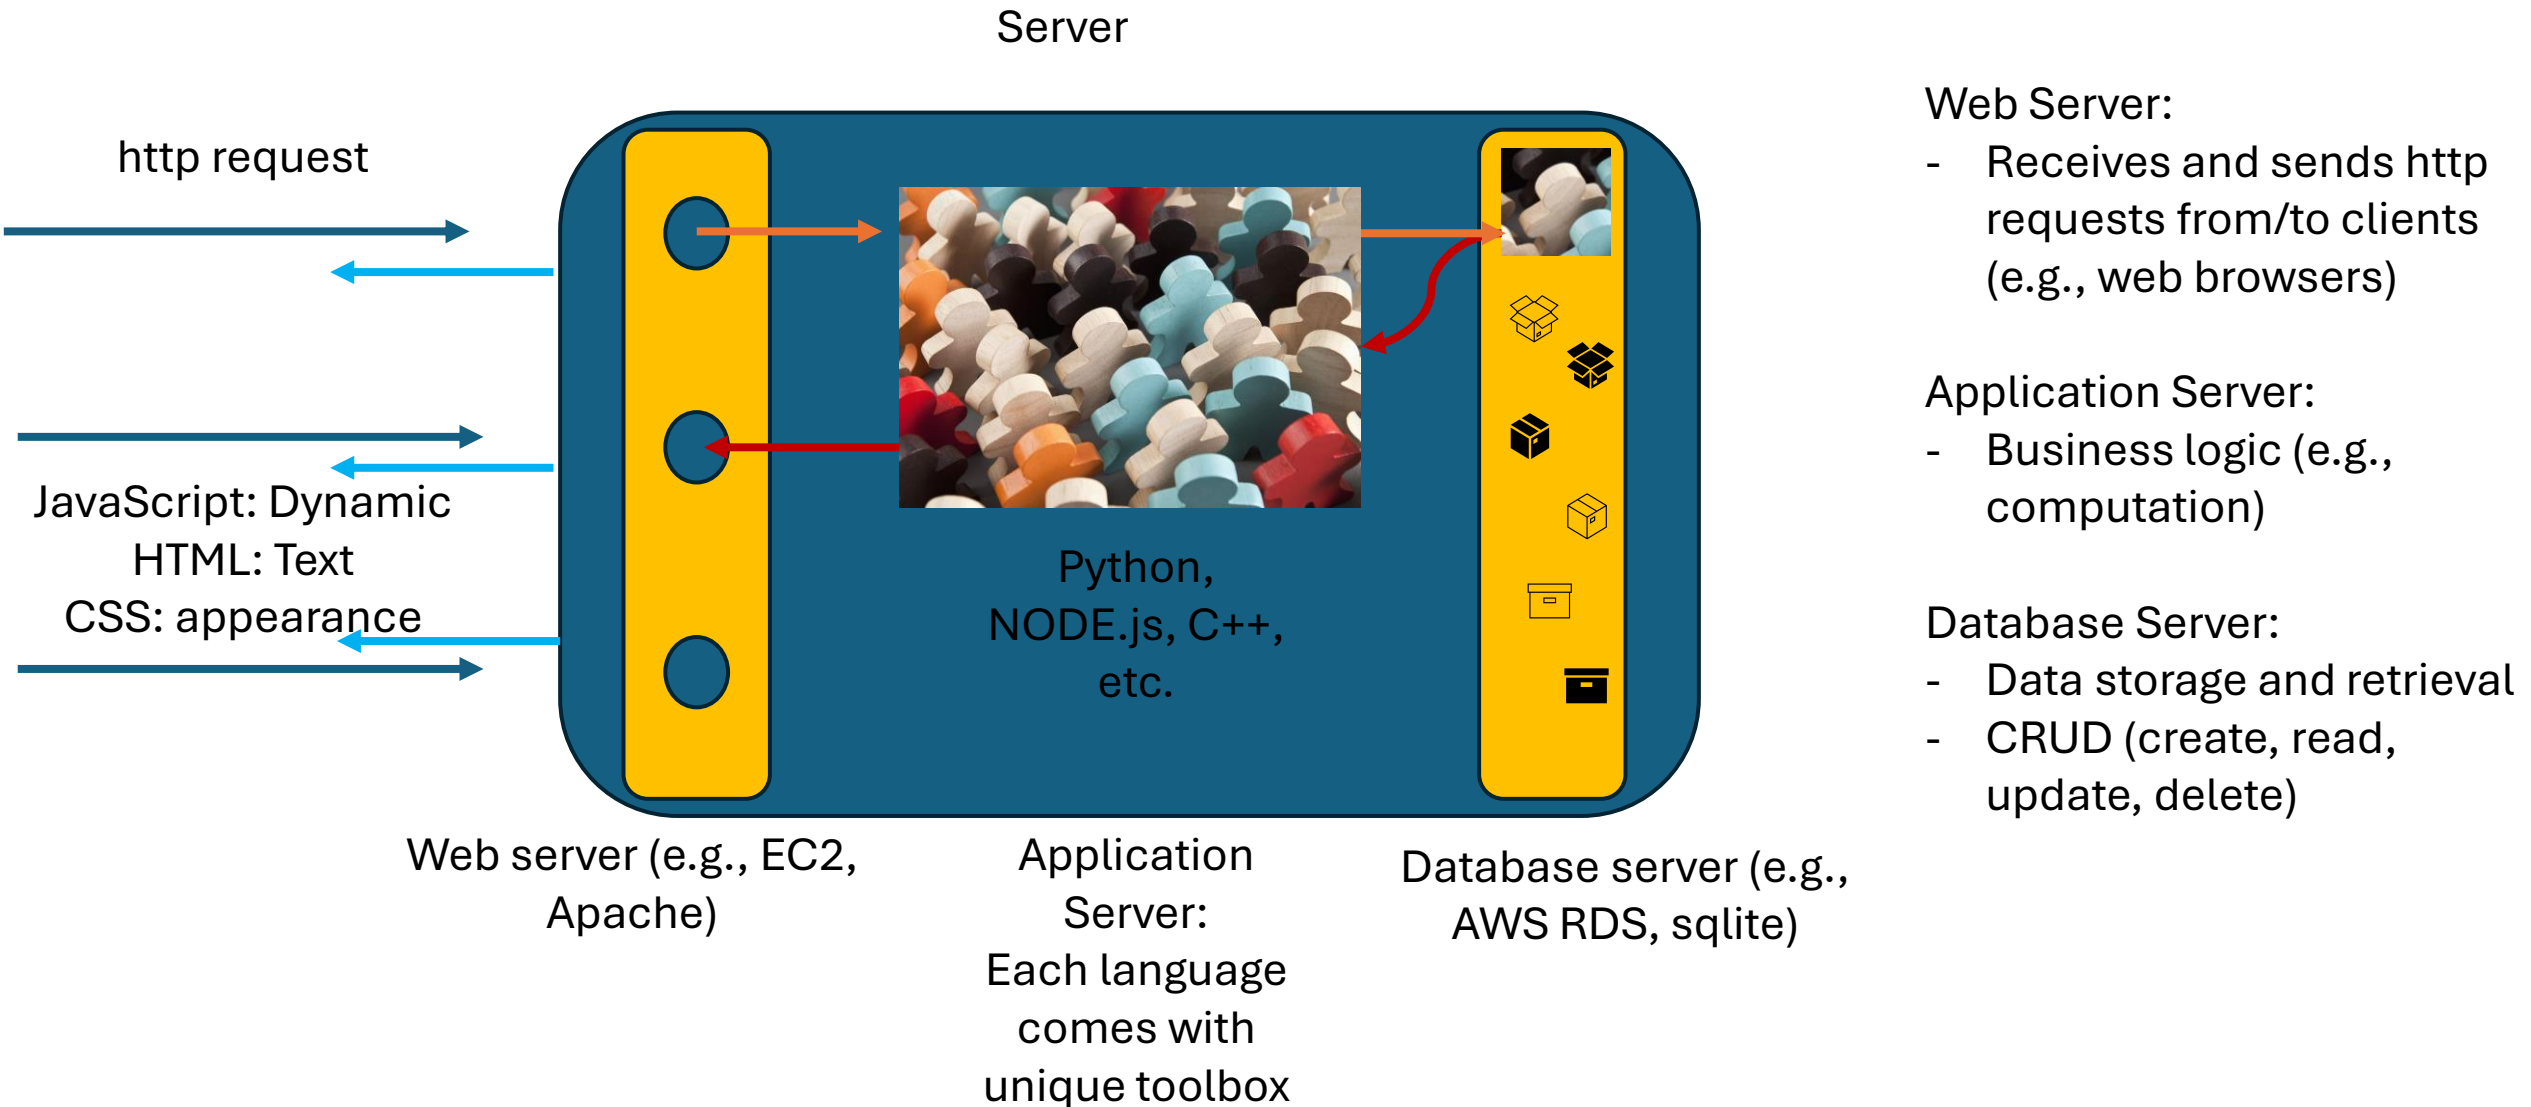 Server
http request
JavaScript: Dynamic
HTML: Text
CSS: appearance
Python,
NODE.js, C++,
etc.
Web server (e.g., EC2,
Apache)
Application
Server:
Each language
comes with
unique toolbox
Database server (e.g.,
AWS RDS, sqlite)
Web Server:
- Receives and sends http
requests from/to clients
(e.g., web browsers)
Application Server:
- Business logic (e.g.,
computation)
Database Server:
- Data storage and retrieval
- CRUD (create, read,
update, delete)